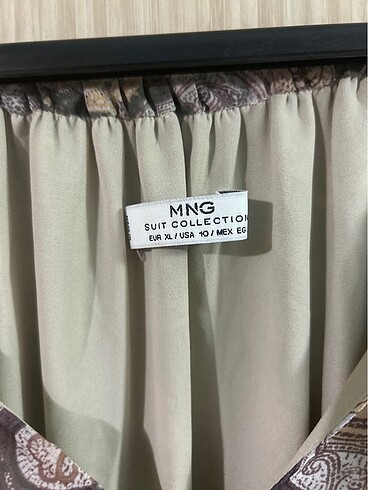 MNG
SUIT COLLECTION
EUR XL / USA 10 / MEX EG